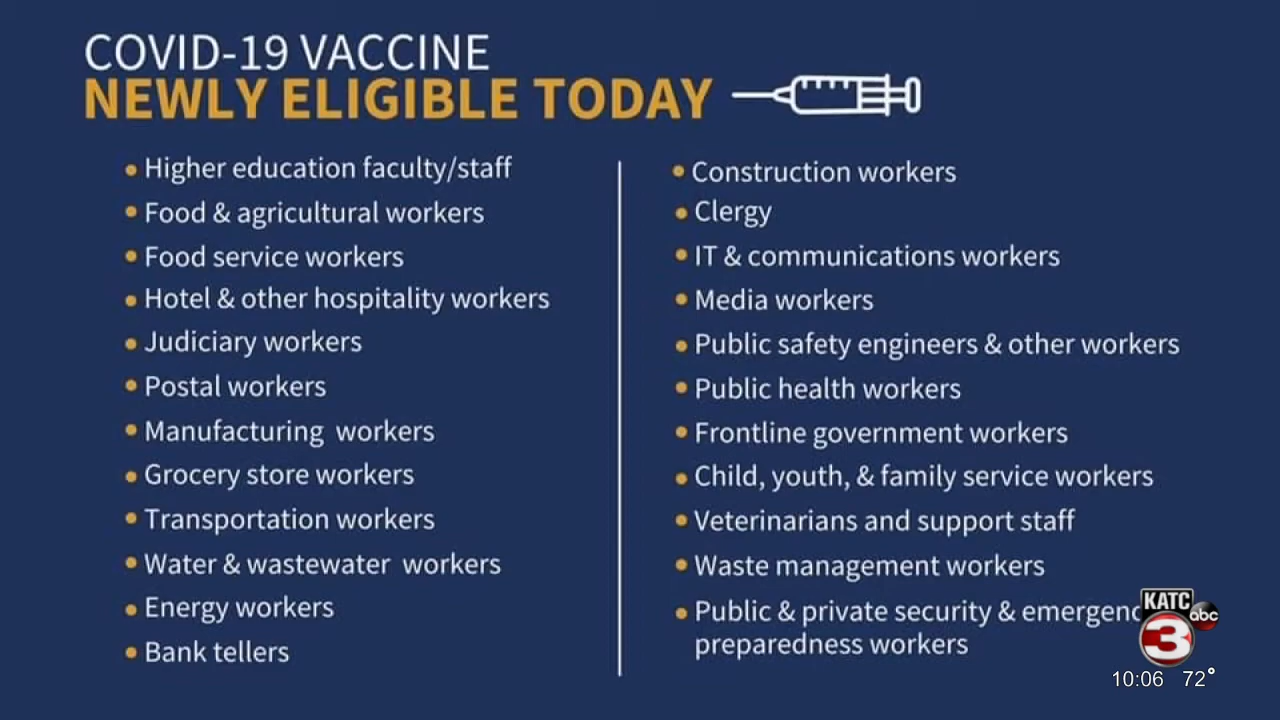 COVID-19 VACCINE
NEWLY ELIGIBLE TODAY
• Higher education faculty/staff
• Food & agricultural workers
• Food service workers
• Hotel & other hospitality workers
• Judiciary workers
• Postal workers
• Manufacturing workers
• Grocery store workers
• Transportation workers
• Water & wastewater workers
• Energy workers
• Bank tellers
• Construction workers
• Clergy
• IT & communications workers
• Media workers
• Public safety engineers & other workers
• Public health workers
• Frontline government workers
• Child, youth, & family service workers
• Veterinarians and support staff
• Waste management workers
• Public & private security & emergenc
preparedness workers
KATC
abc
3
10:06 72°